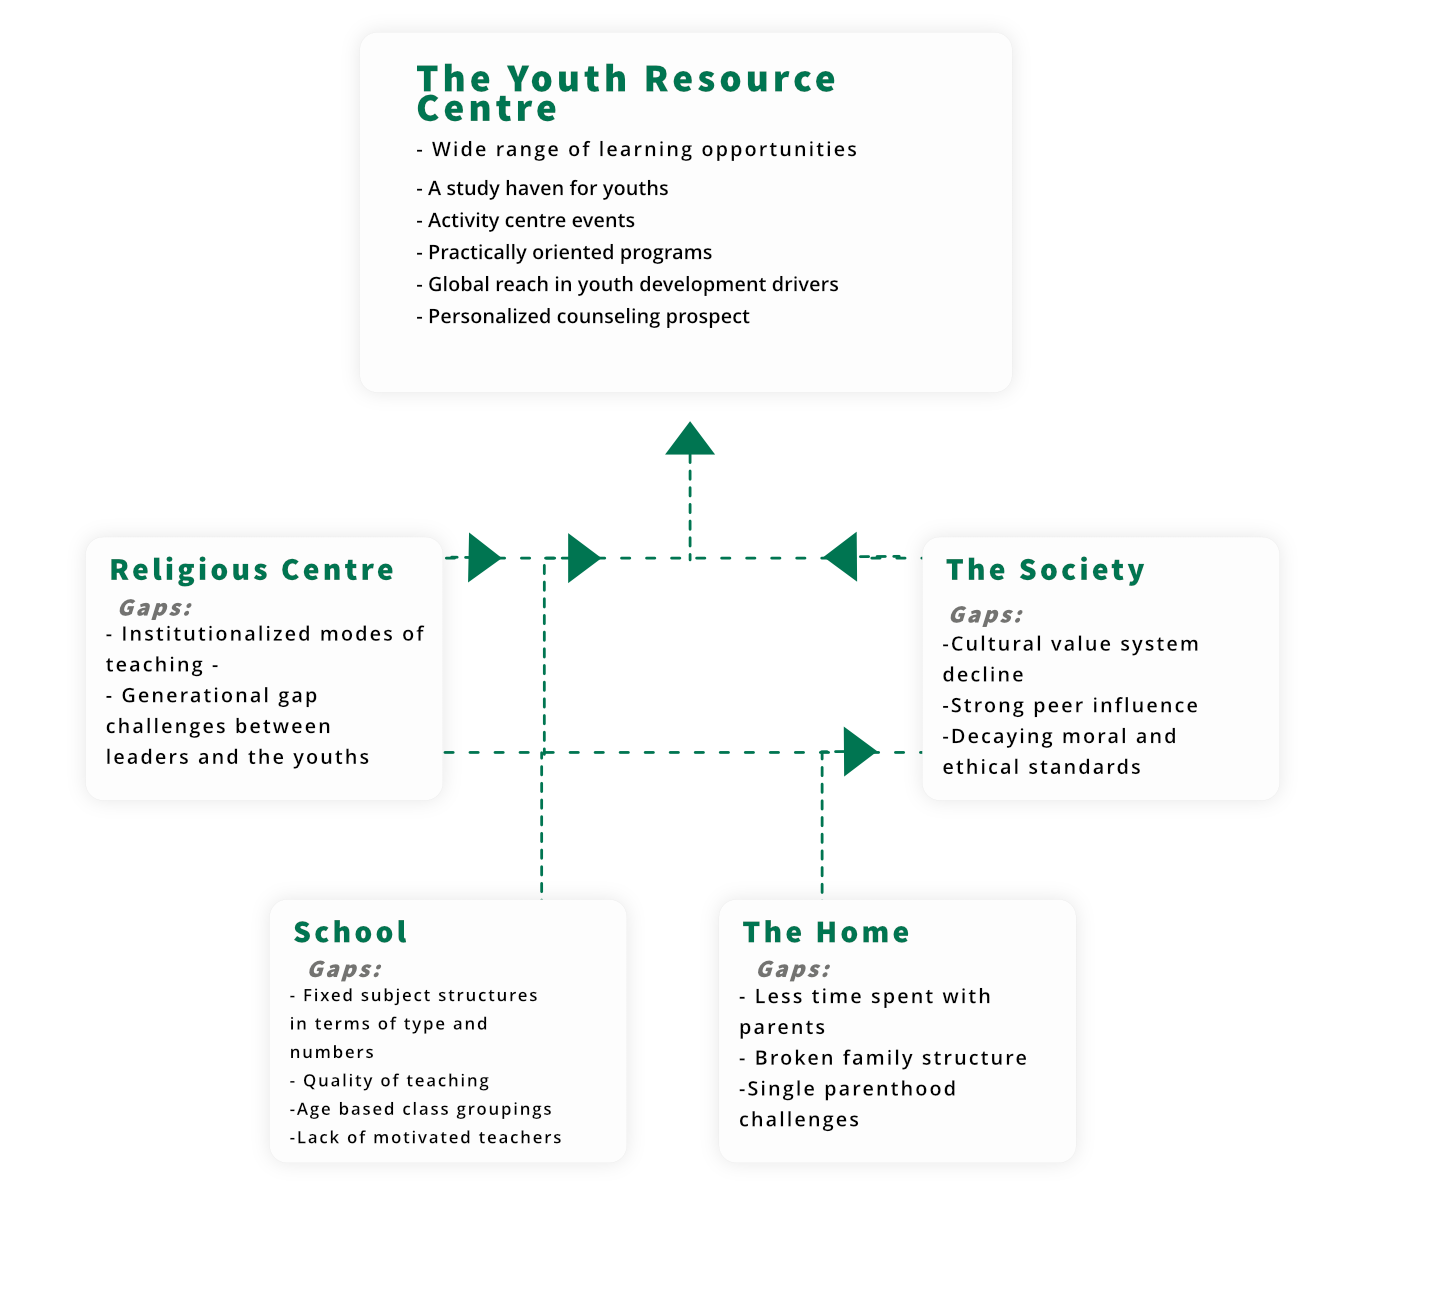 The Youth Resource
Centre
- Wide range of learning opportunities
- A study haven for youths
- Activity centre events
- Practically oriented programs
- Global reach in youth development drivers
- Personalized counseling prospect
Religious Centre
Gaps:
- Institutionalized modes of
teaching -
- Generational gap
challenges between
leaders and the youths
The Society
Gaps:
-Cultural value system
decline
-Strong peer influence
-Decaying moral and
ethical standards
School
Gaps:
- Fixed subject structures
in terms of type and
numbers
- Quality of teaching
-Age based class groupings
-Lack of motivated teachers
The Home
Gaps:
- Less time spent with
parents
- Broken family structure
-Single parenthood
challenges